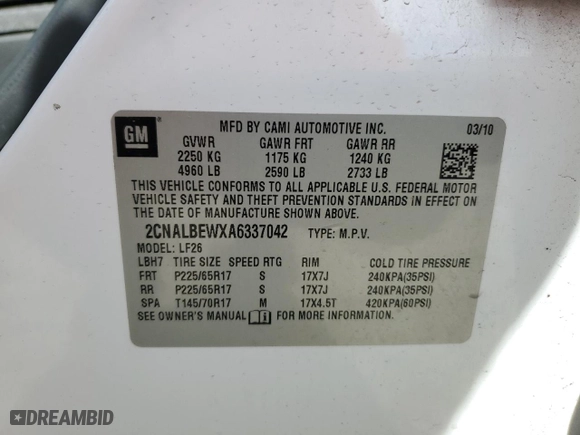 GM
MFD BY CAMI AUTOMOTIVE INC. 03/10
GVWR GAWR FRT GAWR RR
2250 KG 1175 KG 1240 KG
4960 LB 2590 LB 2733 LB
THIS VEHICLE CONFORMS TO ALL APPLICABLE U.S. FEDERAL MOTOR
VEHICLE SAFETY AND THEFT PREVENTION STANDARDS IN EFFECT
ON THE DATE OF MANUFACTURE SHOWN ABOVE.
2CNALBEWXA6337042 TYPE: M.P.V.
MODEL: LF26
LBH7 TIRE SIZE SPEED RTG RIM COLD TIRE PRESSURE
FRT P225/65R17 S 17X7J 240KPA(35PSI)
RR P225/65R17 S 17X7J 240KPA(35PSI)
SPA T145/70R17 M 17X4.5T 420KPA(60PSI)
SEE OWNER'S MANUAL FOR MORE INFORMATION.
DREAMBID